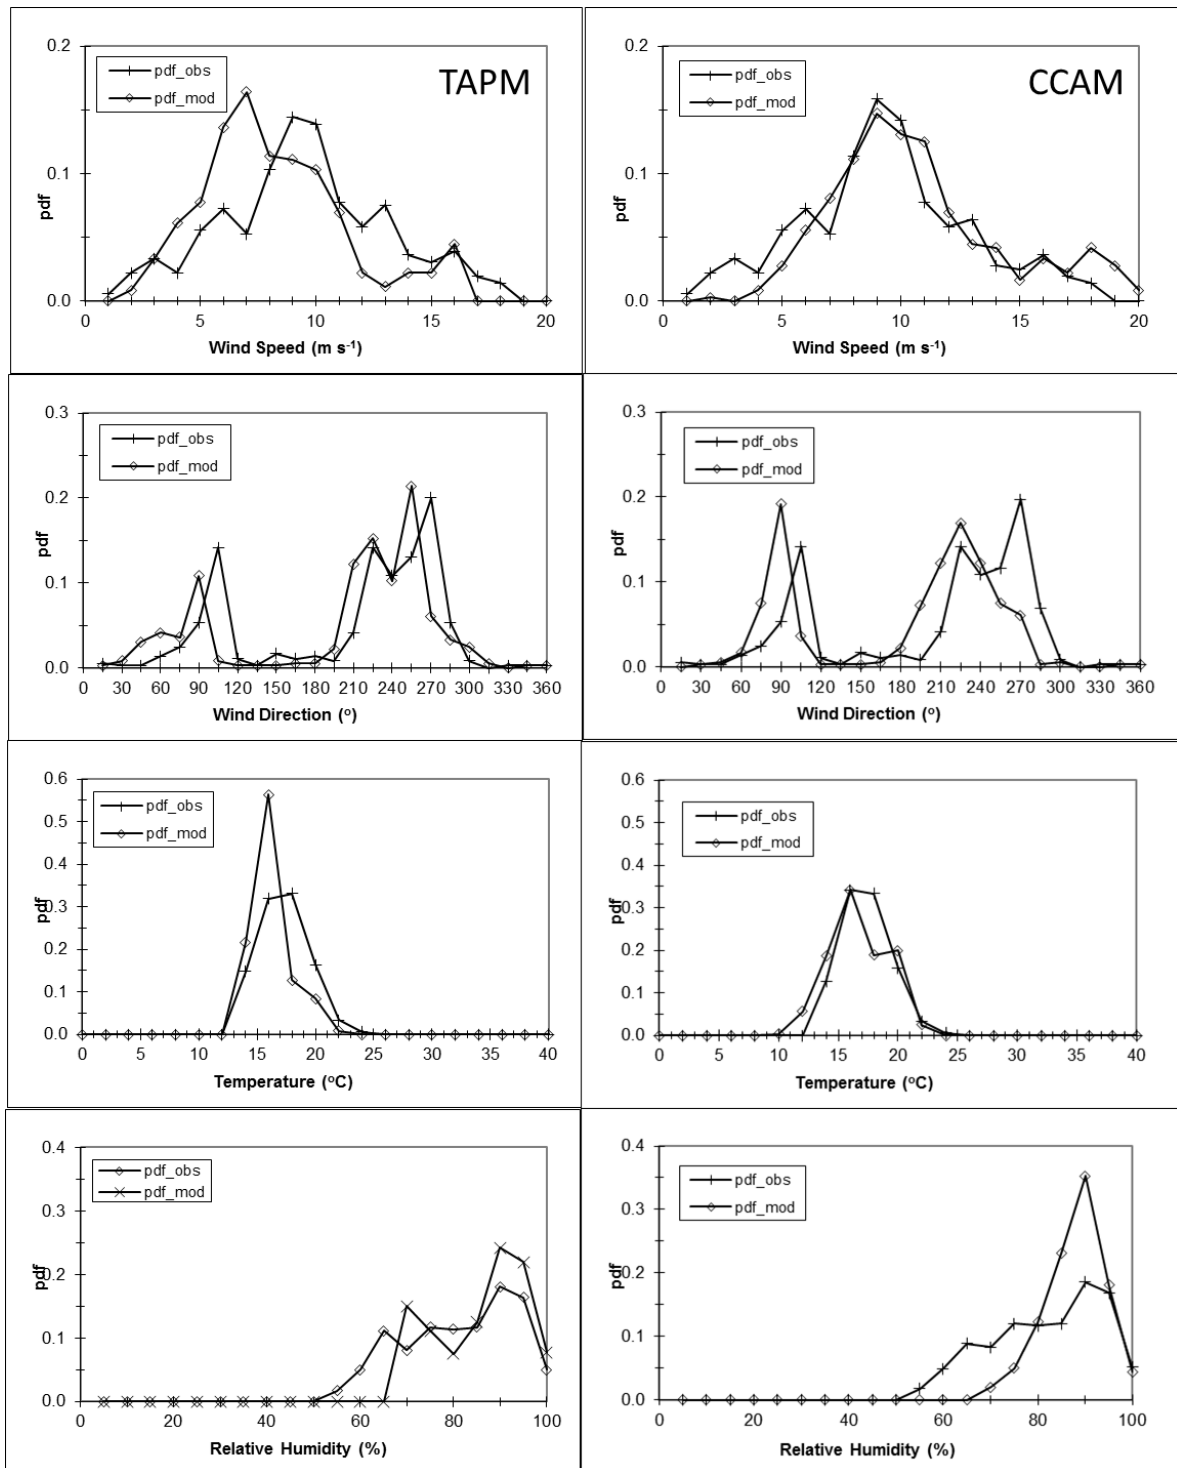 0.2
pdf_obs
pdf_mod
TAPM
0.1
pdf
0.0
0 5 10 15 20
Wind Speed (m s⁻¹)
0.2
pdf_obs
pdf_mod
CCAM
0.1
pdf
0.0
0 5 10 15 20
Wind Speed (m s⁻¹)
0.3
pdf_obs
pdf_mod
0.2
pdf
0.1
0.0
0 30 60 90 120 150 180 210 240 270 300 330 360
Wind Direction (º)
0.3
pdf_obs
pdf_mod
0.2
pdf
0.1
0.0
0 30 60 90 120 150 180 210 240 270 300 330 360
Wind Direction (º)
0.6
pdf_obs
0.5
pdf_mod
0.4
0.3
pdf
0.2
0.1
0.0
0 5 10 15 20 25 30 35 40
Temperature (ºC)
0.6
pdf_obs
0.5
pdf_mod
0.4
0.3
pdf
0.2
0.1
0.0
0 5 10 15 20 25 30 35 40
Temperature (ºC)
0.4
pdf_obs
pdf_mod
0.3
0.2
pdf
0.1
0.0
0 20 40 60 80 100
Relative Humidity (%)
0.4
pdf_obs
pdf_mod
0.3
0.2
pdf
0.1
0.0
0 20 40 60 80 100
Relative Humidity (%)